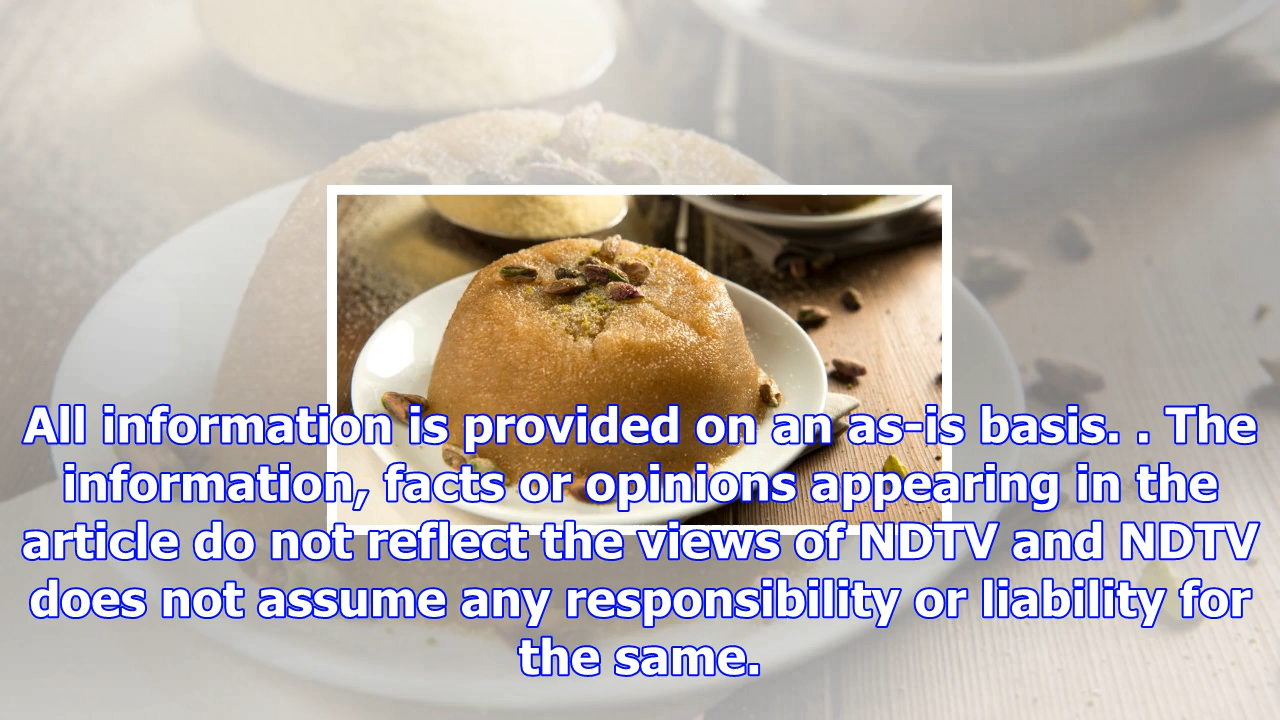 All information is provided on an as-is basis. . The
information, facts or opinions appearing in the
article do not reflect the views of NDTV and NDTV
does not assume any responsibility or liability for
the same.